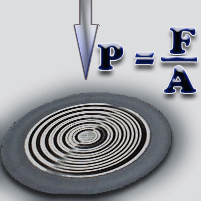 P = F/A